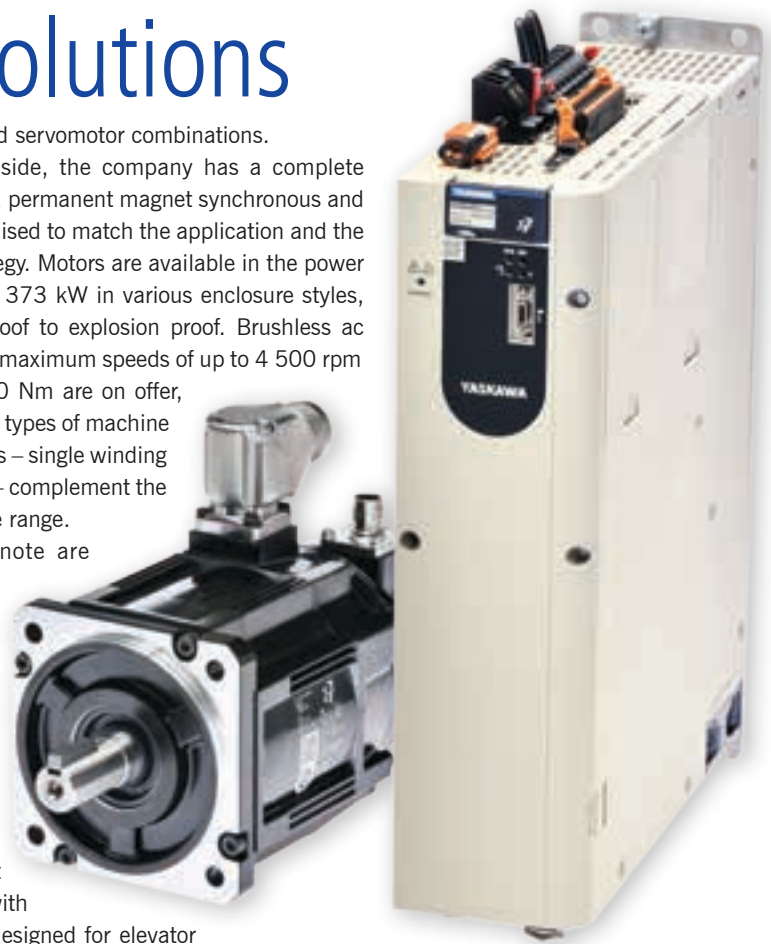 olutions
d servomotor combinations.
side, the company has a complete
permanent magnet synchronous and
ised to match the application and the
egy. Motors are available in the power
373 kW in various enclosure styles,
oof to explosion proof. Brushless ac
maximum speeds of up to 4 500 rpm
0 Nm are on offer,
types of machine
s – single winding
– complement the
e range.
note are
with
esigned for elevator
YASKAWA